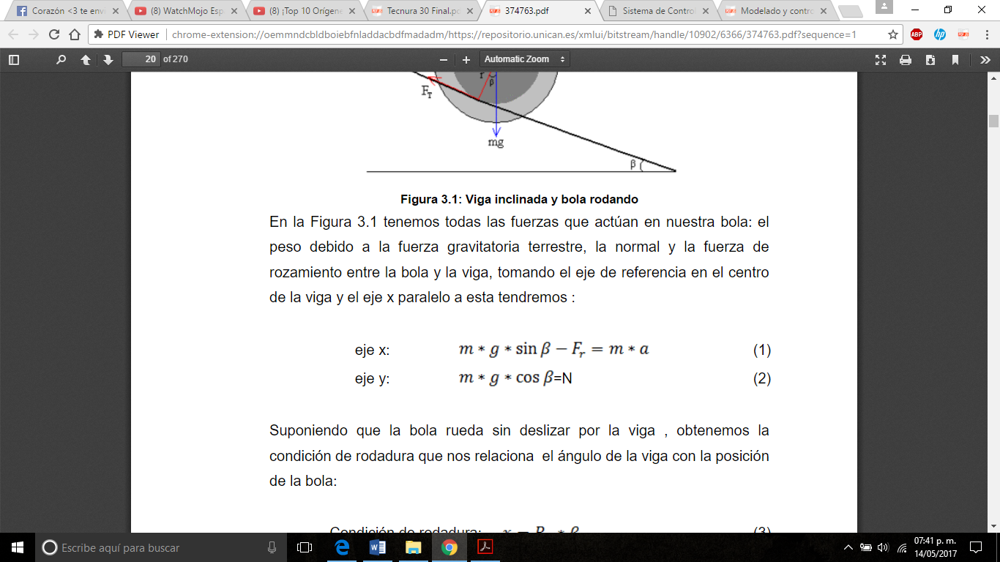 Corazón <3 te envi
(8) WatchMojo Esp
(8) ¡Top 10 Orígene
Tecnura 30 Final.pd
374763.pdf
Sistema de Contro
Modelado y contro
PDF Viewer
chrome-extension://oemmndcbldboiebfnladdacbdfmadadm/https://repositorio.unican.es/xmlui/bitstream/handle/10902/6366/374763.pdf?sequence=1
ABP
hp
20 of 270
Automatic Zoom
r
β
F_T
mg
β
Figura 3.1: Viga inclinada y bola rodando
En la Figura 3.1 tenemos todas las fuerzas que actúan en nuestra bola: el
peso debido a la fuerza gravitatoria terrestre, la normal y la fuerza de
rozamiento entre la bola y la viga, tomando el eje de referencia en el centro
de la viga y el eje x paralelo a esta tendremos :
eje x: m * g * sin β − F_r = m * a (1)
eje y: m * g * cos β=N (2)
Suponiendo que la bola rueda sin deslizar por la viga , obtenemos la
condición de rodadura que nos relaciona el ángulo de la viga con la posición
de la bola:
Condición de rodadura: (3)
Escribe aquí para buscar
07:41 p. m.
14/05/2017